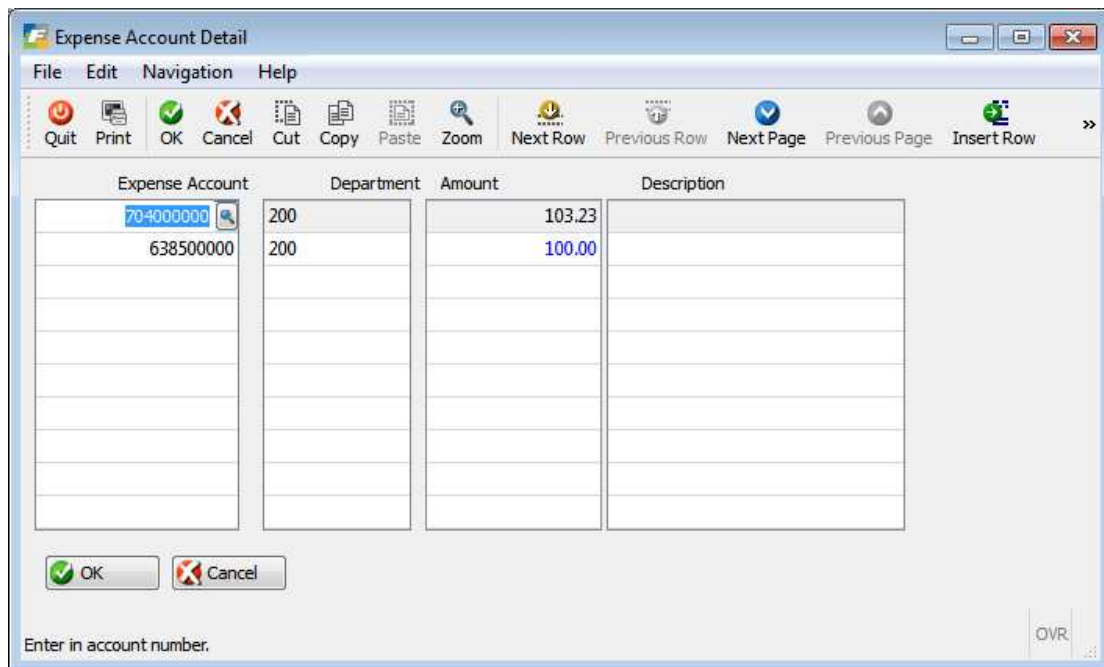 Expense Account Detail
File Edit Navigation Help
Quit Print OK Cancel Cut Copy Paste Zoom Next Row Previous Row Next Page Previous Page Insert Row »
Expense Account Department Amount Description
704000000 200 103.23
638500000 200 100.00
OK Cancel
Enter in account number. OVR